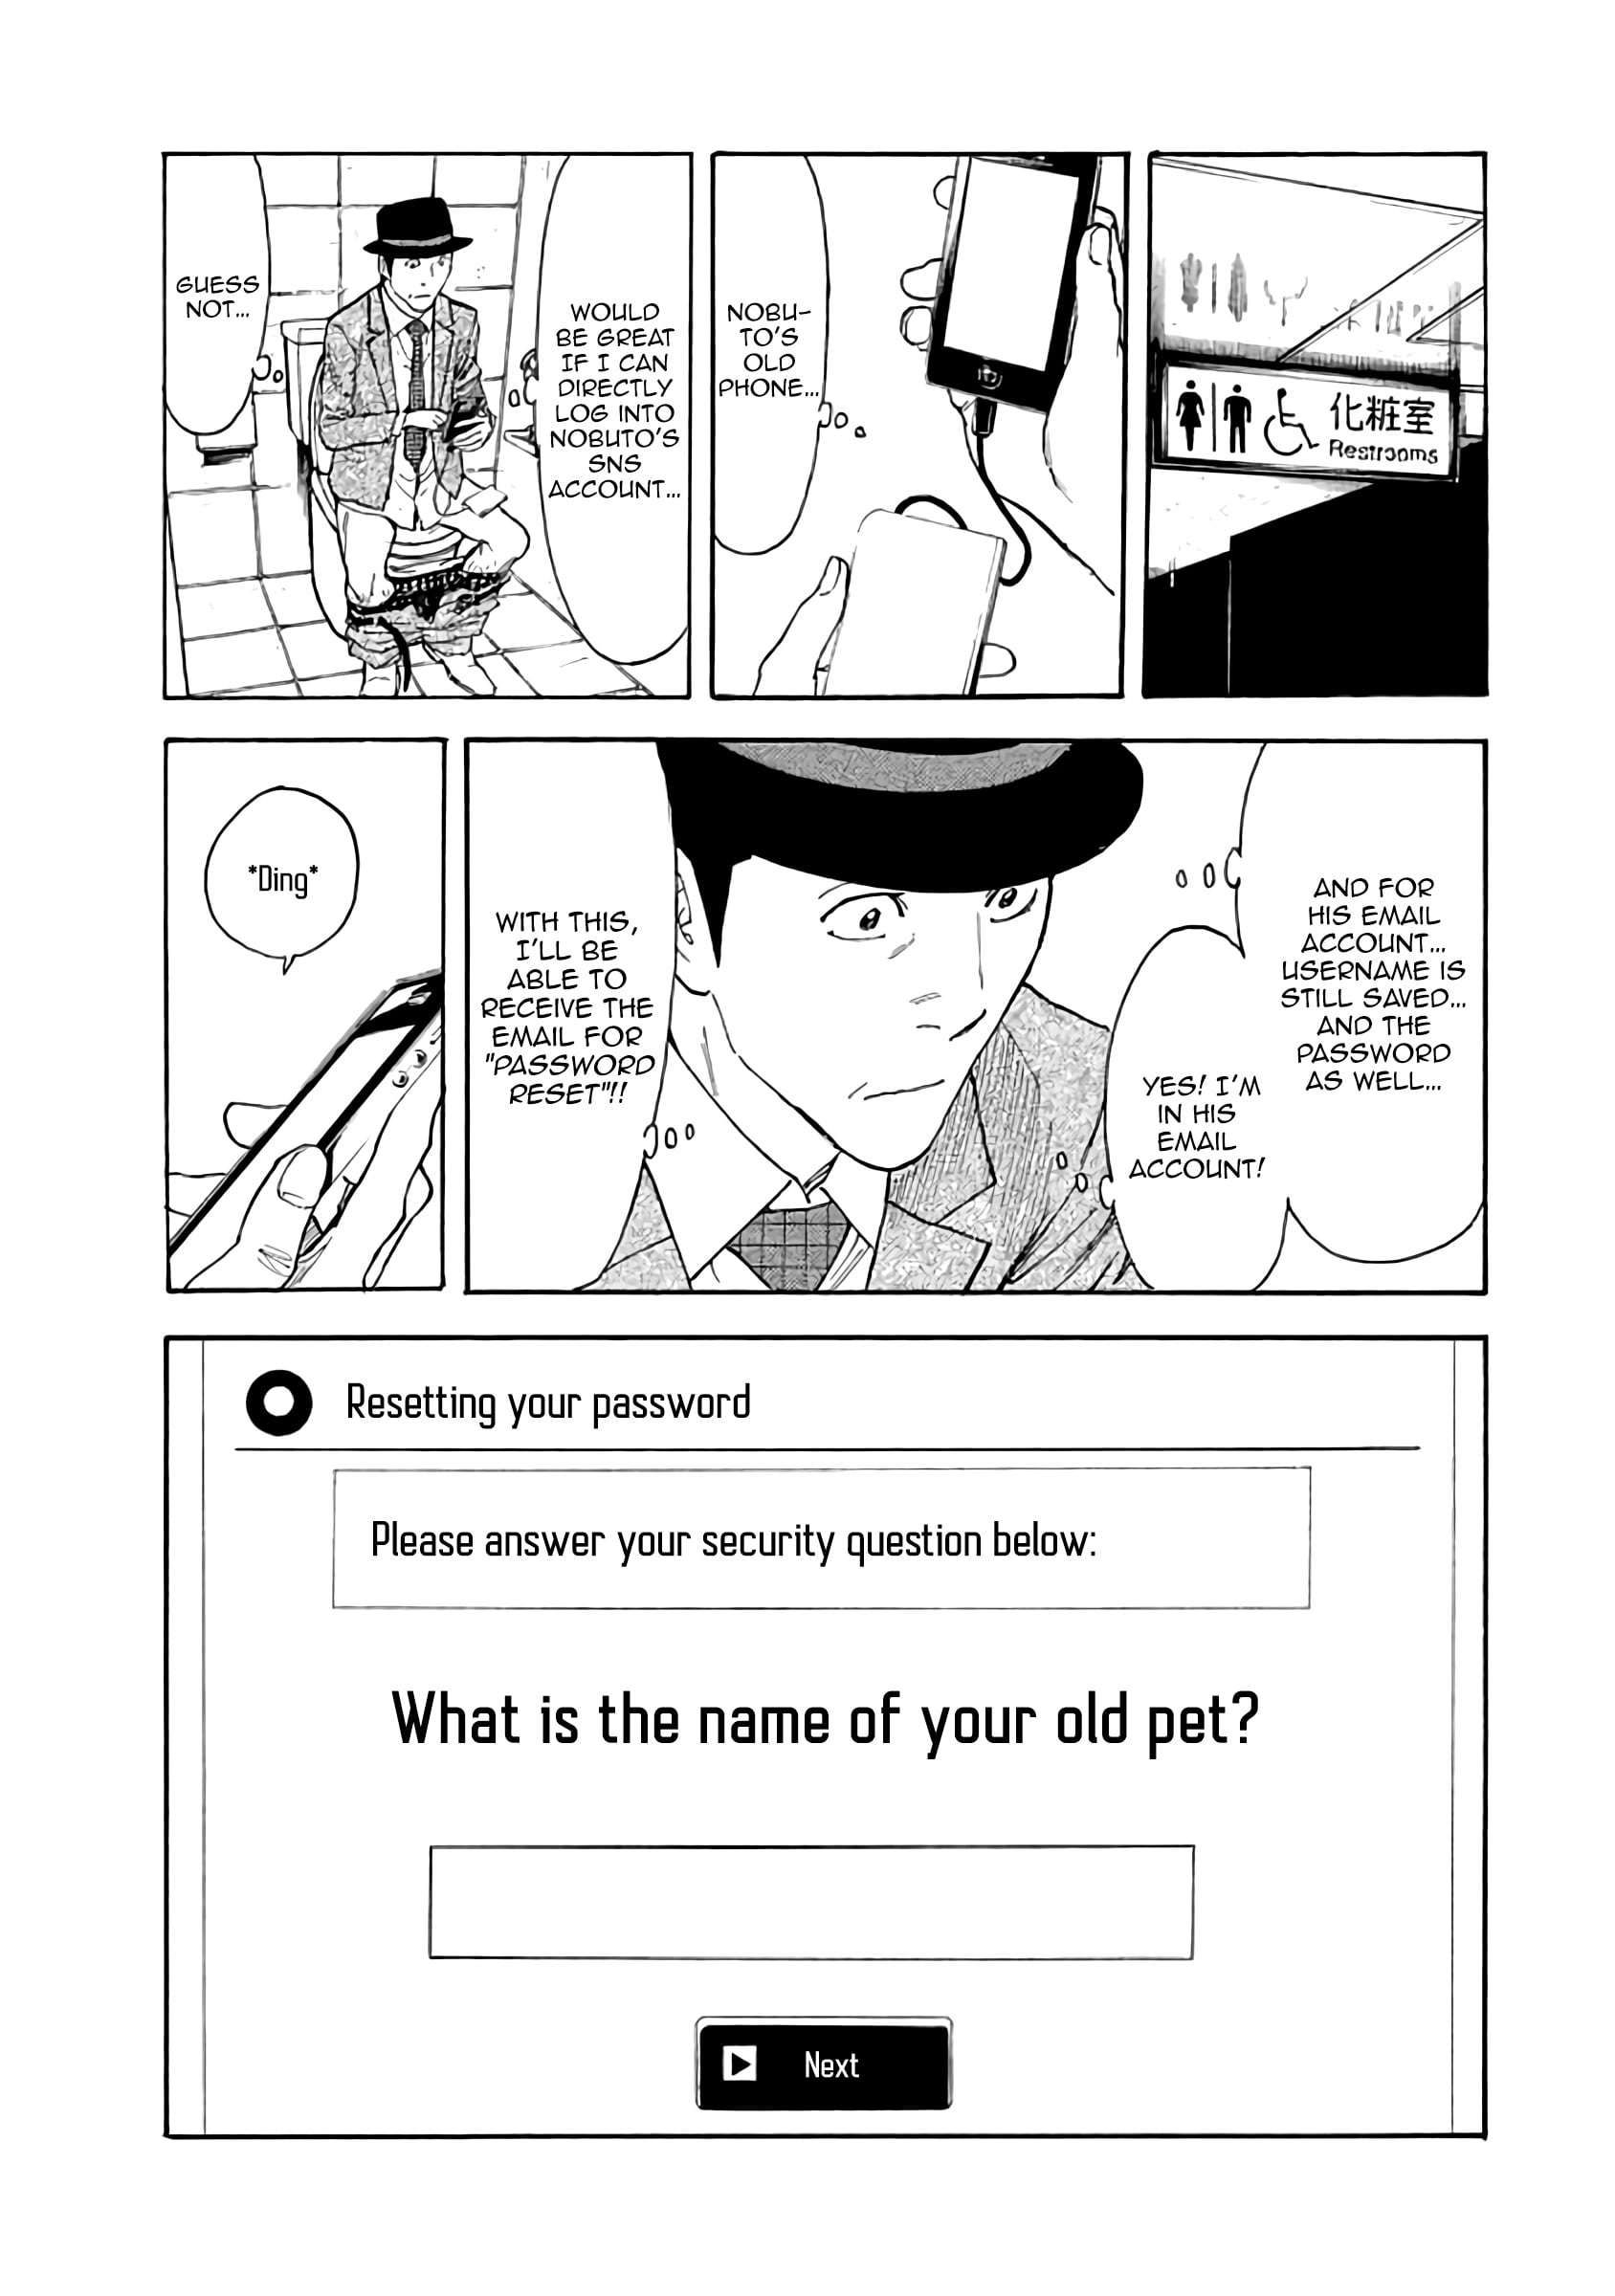 化粧室
Restrooms
NOBU-
TO'S
OLD
PHONE...
WOULD
BE GREAT
IF I CAN
DIRECTLY
LOG INTO
NOBUTO'S
SNS
ACCOUNT...
GUESS
NOT...
AND FOR
HIS EMAIL
ACCOUNT...
USERNAME IS
STILL SAVED...
AND THE
PASSWORD
AS WELL...
YES! I'M
IN HIS
EMAIL
ACCOUNT!
WITH THIS,
I'LL BE
ABLE TO
RECEIVE THE
EMAIL FOR
"PASSWORD
RESET"!!
*Ding*
Resetting your password
Please answer your security question below:
What is the name of your old pet?
Next